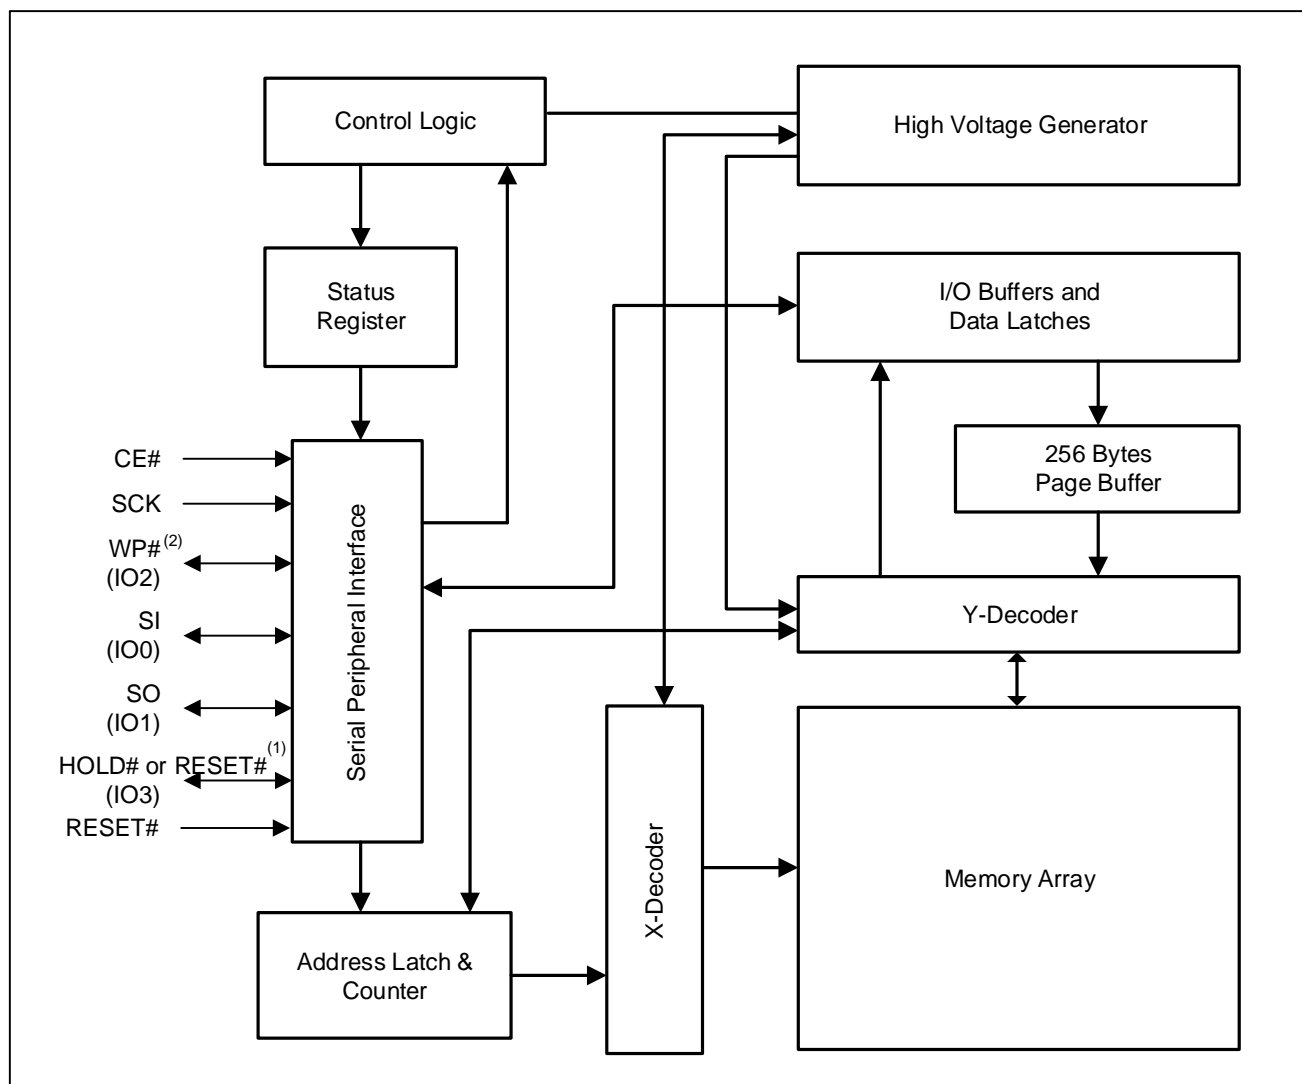 Control Logic
High Voltage Generator
Status
Register
I/O Buffers and
Data Latches
256 Bytes
Page Buffer
Y-Decoder
CE#
SCK
WP# (2)
(IO2)
SI
(IO0)
SO
(IO1)
HOLD# or RESET# (1)
(IO3)
RESET#
Serial Peripheral Interface
X-Decoder
Memory Array
Address Latch &
Counter